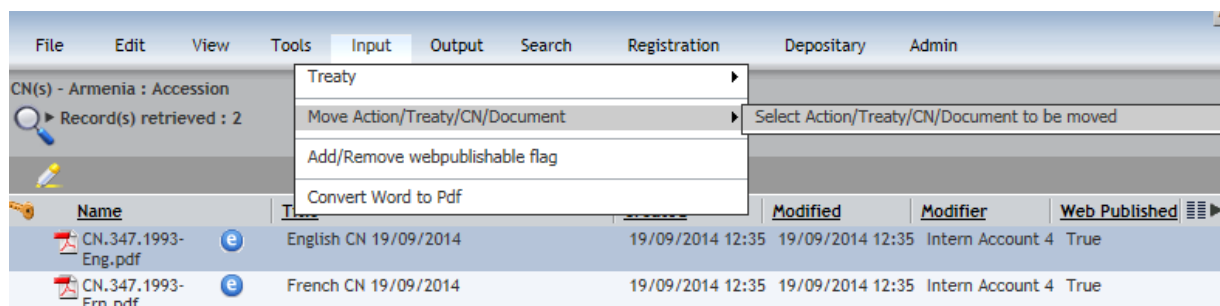 File Edit View Tools Input Output Search Registration Depositary Admin
CN(s) - Armenia : Accession
Record(s) retrieved : 2
Treaty
Move Action/Treaty/CN/Document
Select Action/Treaty/CN/Document to be moved
Add/Remove webpublishable flag
Convert Word to Pdf
Name Modified Modifier Web Published
CN.347.1993- English CN 19/09/2014 19/09/2014 12:35 19/09/2014 12:35 Intern Account 4 True
Eng.pdf
CN.347.1993- French CN 19/09/2014 19/09/2014 12:35 19/09/2014 12:35 Intern Account 4 True
Frn.pdf